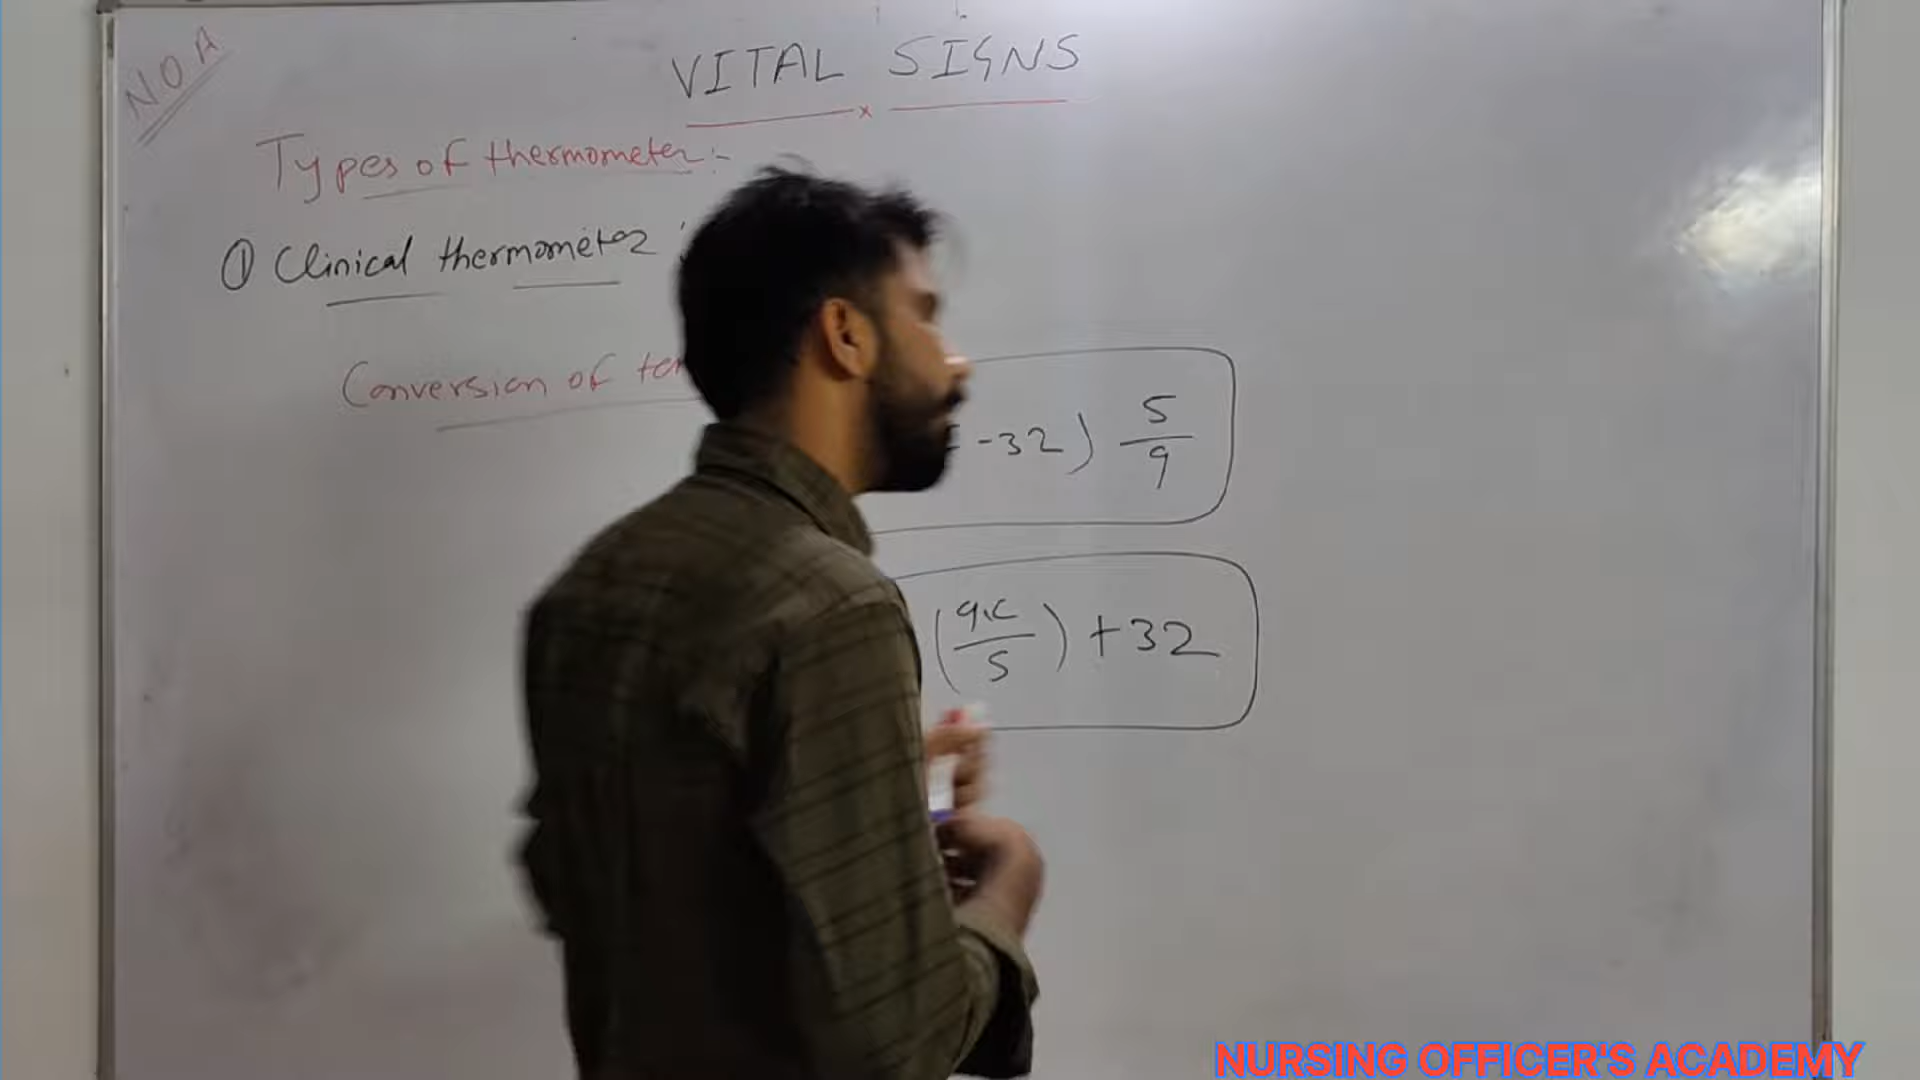 NOA
VITAL SIGNS
Types of thermometer :-
① Clinical thermometer
Conversion of
-32) 5/9
(9.C/5) +32
NURSING OFFICER'S ACADEMY